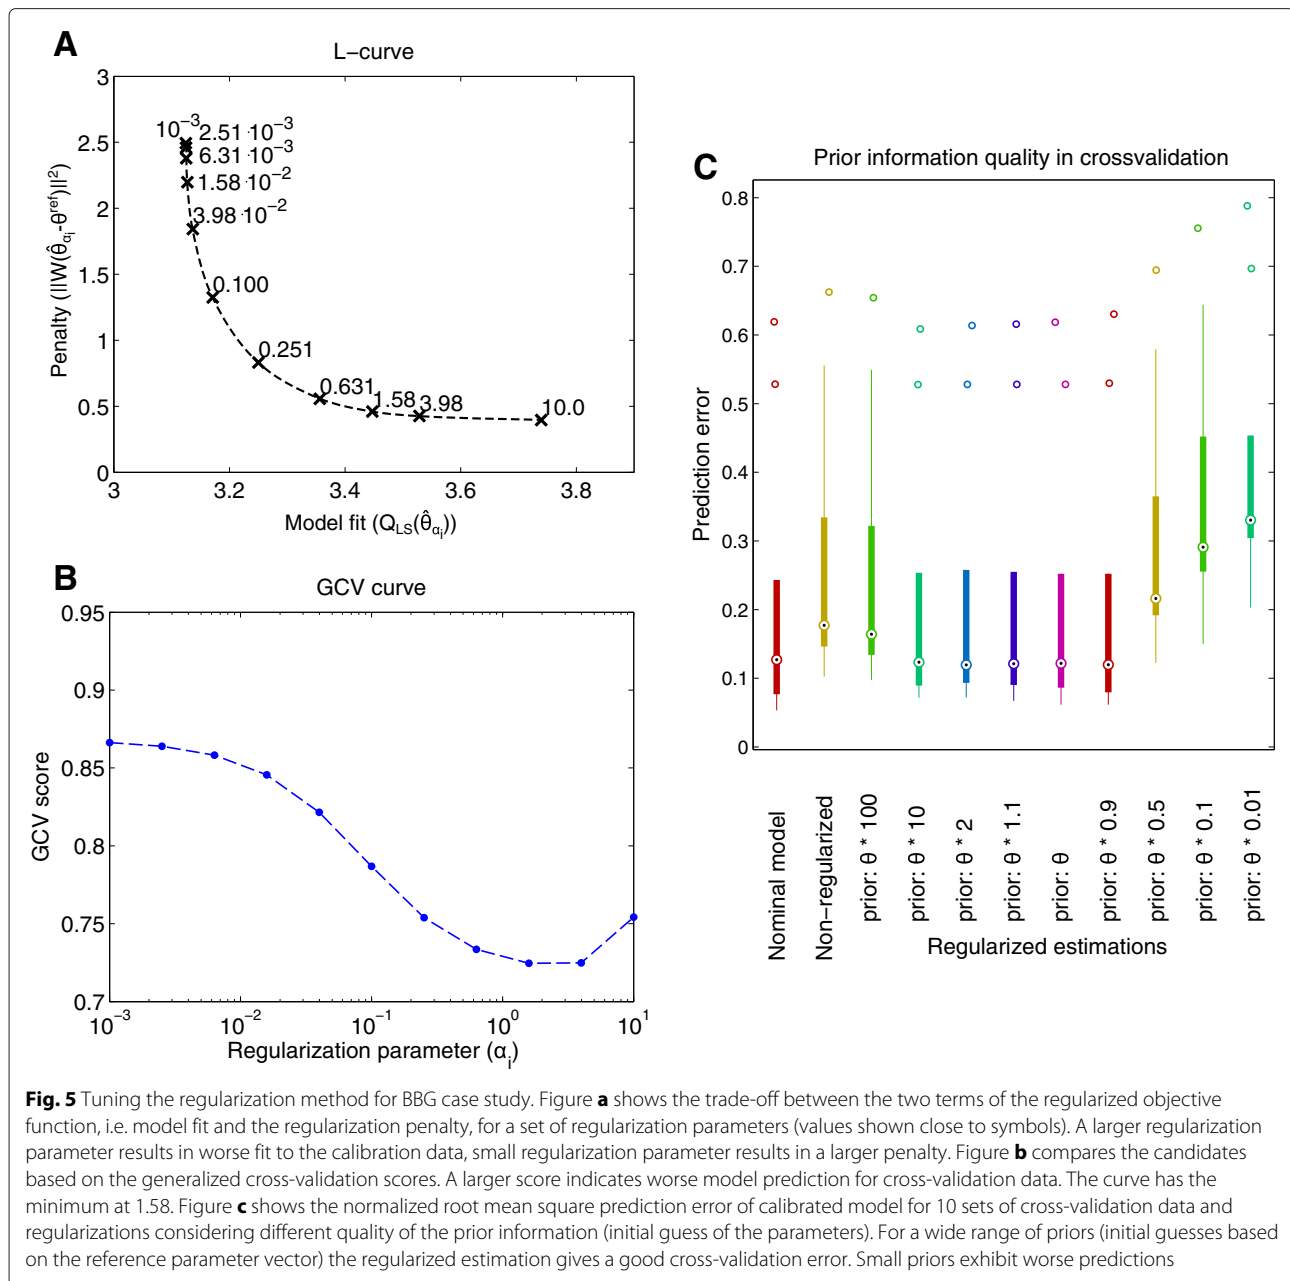 A
L−curve
3
2.5
2
1.5
1
0.5
0
Penalty (||W(θ̂αᵢ-θʳᵉᶠ)||²)
10⁻³
2.51·10⁻³
6.31·10⁻³
1.58·10⁻²
3.98·10⁻²
0.100
0.251
0.631
1.58
3.98
10.0
3 3.2 3.4 3.6 3.8
Model fit (Q_LS(θ̂αᵢ))
B
GCV curve
0.95
0.9
0.85
0.8
0.75
0.7
GCV score
10⁻³ 10⁻² 10⁻¹ 10⁰ 10¹
Regularization parameter (αᵢ)
C
Prior information quality in crossvalidation
0.8
0.7
0.6
0.5
0.4
0.3
0.2
0.1
0
Prediction error
Nominal model
Non−regularized
prior: θ * 100
prior: θ * 10
prior: θ * 2
prior: θ * 1.1
prior: θ
prior: θ * 0.9
prior: θ * 0.5
prior: θ * 0.1
prior: θ * 0.01
Regularized estimations
Fig. 5 Tuning the regularization method for BBG case study. Figure a shows the trade-off between the two terms of the regularized objective
function, i.e. model fit and the regularization penalty, for a set of regularization parameters (values shown close to symbols). A larger regularization
parameter results in worse fit to the calibration data, small regularization parameter results in a larger penalty. Figure b compares the candidates
based on the generalized cross-validation scores. A larger score indicates worse model prediction for cross-validation data. The curve has the
minimum at 1.58. Figure c shows the normalized root mean square prediction error of calibrated model for 10 sets of cross-validation data and
regularizations considering different quality of the prior information (initial guess of the parameters). For a wide range of priors (initial guesses based
on the reference parameter vector) the regularized estimation gives a good cross-validation error. Small priors exhibit worse predictions